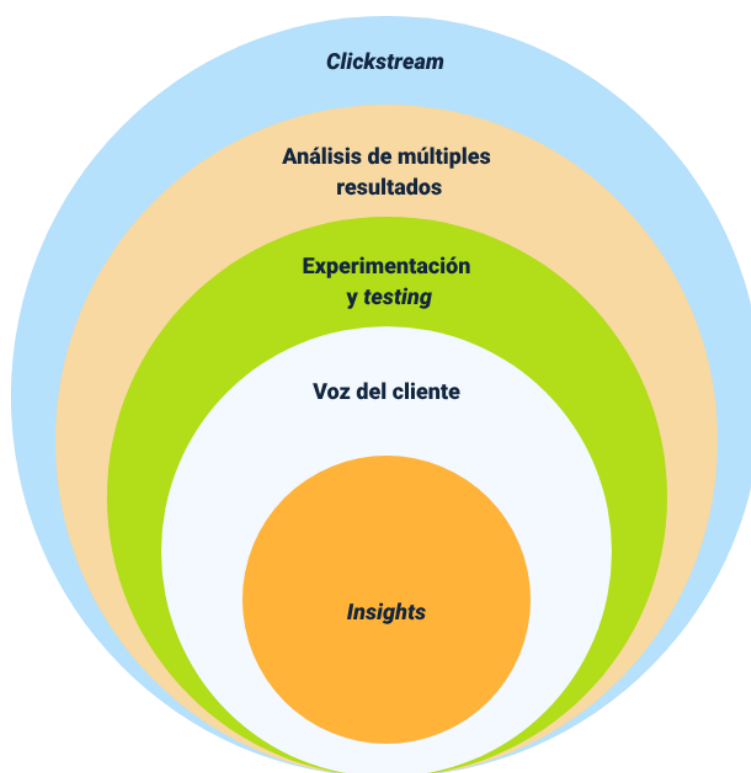 Clickstream
Análisis de múltiples
resultados
Experimentación
y testing
Voz del cliente
Insights